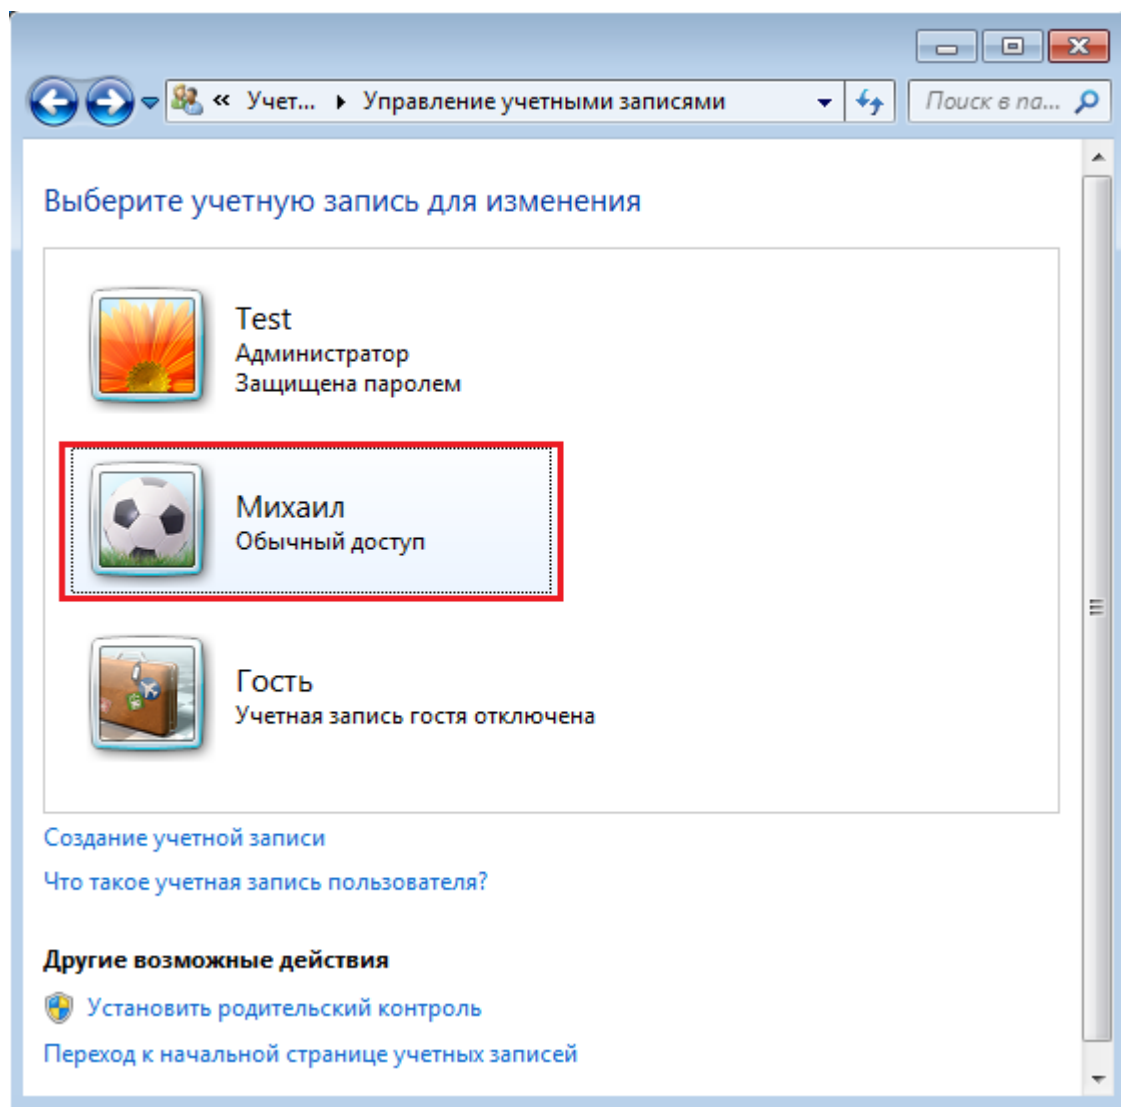 « Учет... Управление учетными записями Поиск в па...
Выберите учетную запись для изменения
Test
Администратор
Защищена паролем
Михаил
Обычный доступ
Гость
Учетная запись гостя отключена
Создание учетной записи
Что такое учетная запись пользователя?
Другие возможные действия
Установить родительский контроль
Переход к начальной странице учетных записей